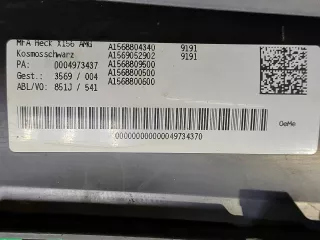 MFA Heck X156 AMG A1568804340 9191
Kosmosschwarz A1569052902 9191
PA: 0004973437 A1568809500
Gest.: 3569 / 004 A1568800500
ABL/VO: 851J / 541 A1568800600
OeMe
000000000000049734370